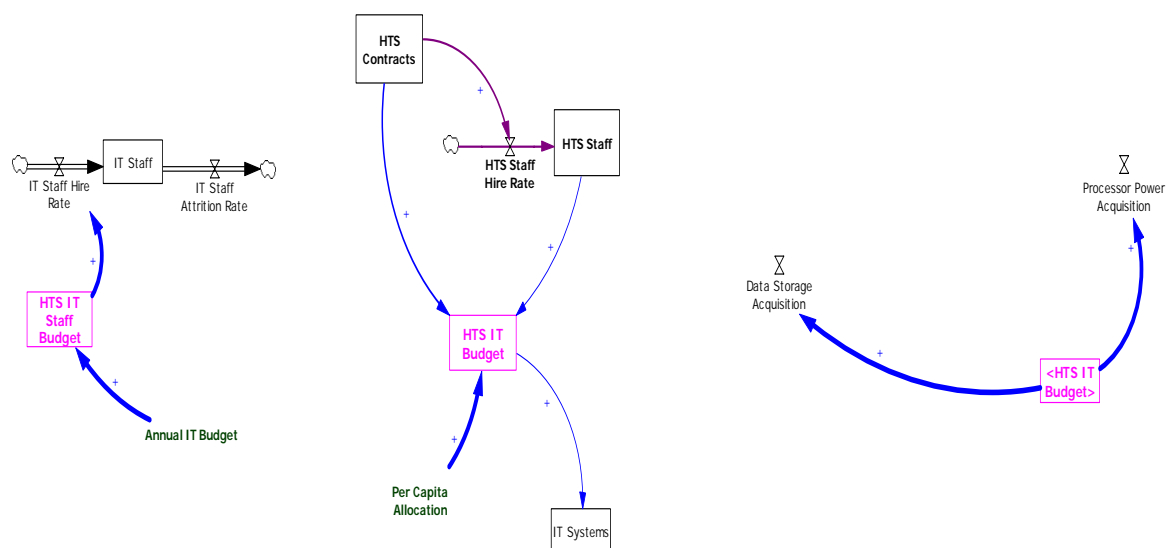 HTS
Contracts
HTS Staff
HTS Staff
Hire Rate
IT Staff
IT Staff Hire
Rate
IT Staff
Attrition Rate
Processor Power
Acquisition
Data Storage
Acquisition
HTS IT
Staff
Budget
HTS IT
Budget
<HTS IT
Budget>
Annual IT Budget
Per Capita
Allocation
IT Systems
+
+
+
+
+
+
+
+
+